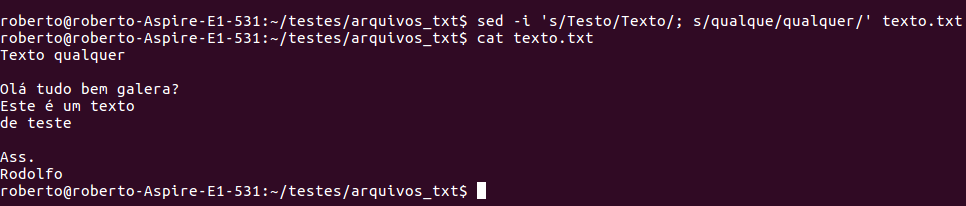 roberto@roberto-Aspire-E1-531:~/testes/arquivos_txt$ sed -i 's/Testo/Texto/; s/qualque/qualquer/' texto.txt
roberto@roberto-Aspire-E1-531:~/testes/arquivos_txt$ cat texto.txt
Texto qualquer

Olá tudo bem galera?
Este é um texto
de teste

Ass.
Rodolfo
roberto@roberto-Aspire-E1-531:~/testes/arquivos_txt$